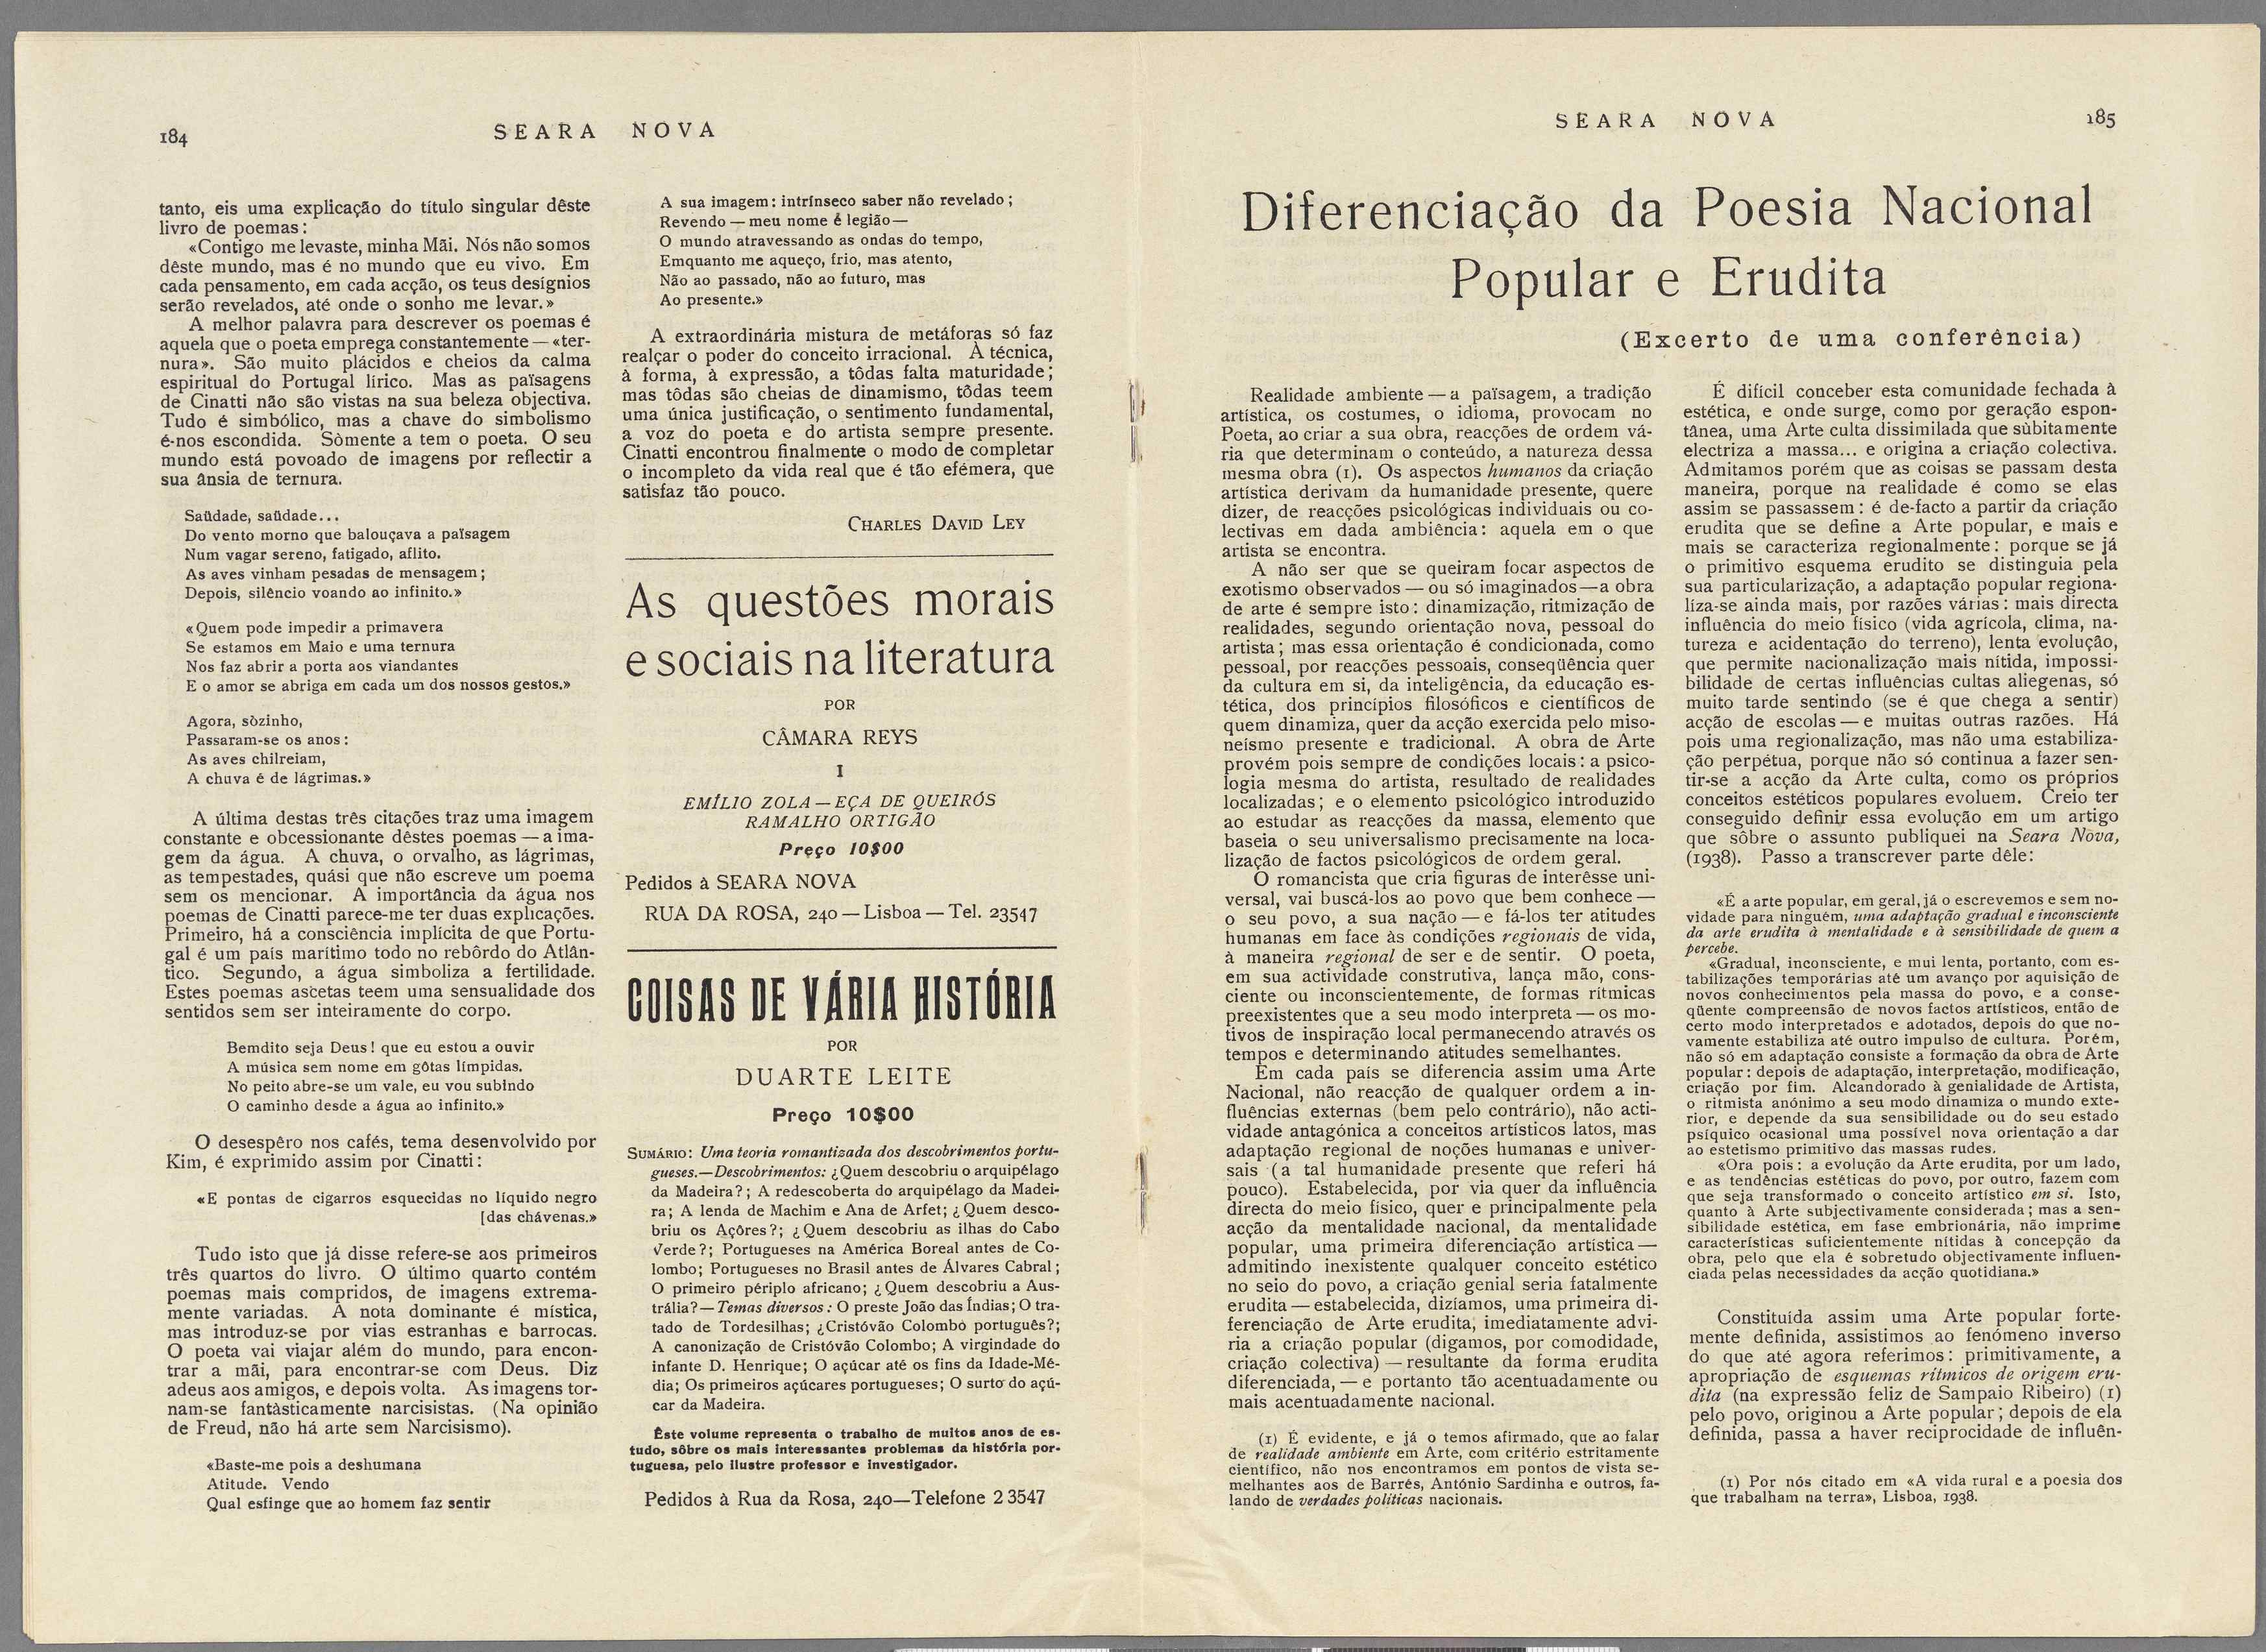 184
SEARA NOVA
tanto, eis uma explicação do título singular dêste
livro de poemas:
«Contigo me levaste, minha Mãi. Nós não somos
dêste mundo, mas é no mundo que eu vivo. Em
cada pensamento, em cada acção, os teus desígnios
serão revelados, até onde o sonho me levar.»
A melhor palavra para descrever os poemas é
aquela que o poeta emprega constantemente — «ter-
nura». São muito plácidos e cheios da calma
espiritual do Portugal lírico. Mas as païsagens
de Cinatti não são vistas na sua beleza objectiva.
Tudo é simbólico, mas a chave do simbolismo
é-nos escondida. Sòmente a tem o poeta. O seu
mundo está povoado de imagens por reflectir a
sua ânsia de ternura.
Saüdade, saüdade...
Do vento morno que balouçava a païsagem
Num vagar sereno, fatigado, aflito.
As aves vinham pesadas de mensagem;
Depois, silêncio voando ao infinito.»
«Quem pode impedir a primavera
Se estamos em Maio e uma ternura
Nos faz abrir a porta aos viandantes
E o amor se abriga em cada um dos nossos gestos.»
Agora, sòzinho,
Passaram-se os anos:
As aves chilreiam,
A chuva é de lágrimas.»
A última destas três citações traz uma imagem
constante e obcessionante dêstes poemas — a ima-
gem da água. A chuva, o orvalho, as lágrimas,
as tempestades, quási que não escreve um poema
sem os mencionar. A importância da água nos
poemas de Cinatti parece-me ter duas explicações.
Primeiro, há a consciência implícita de que Portu-
gal é um país marítimo todo no rebôrdo do Atlân-
tico. Segundo, a água simboliza a fertilidade.
Estes poemas ascetas teem uma sensualidade dos
sentidos sem ser inteiramente do corpo.
Bemdito seja Deus! que eu estou a ouvir
A música sem nome em gôtas límpidas.
No peito abre-se um vale, eu vou subindo
O caminho desde a água ao infinito.»
O desespêro nos cafés, tema desenvolvido por
Kim, é exprimido assim por Cinatti:
«E pontas de cigarros esquecidas no líquido negro
[das chávenas.»
Tudo isto que já disse refere-se aos primeiros
três quartos do livro. O último quarto contém
poemas mais compridos, de imagens extrema-
mente variadas. A nota dominante é mística,
mas introduz-se por vias estranhas e barrocas.
O poeta vai viajar além do mundo, para encon-
trar a mãi, para encontrar-se com Deus. Diz
adeus aos amigos, e depois volta. As imagens tor-
nam-se fantàsticamente narcisistas. (Na opinião
de Freud, não há arte sem Narcisismo).
«Baste-me pois a deshumana
Atitude. Vendo
Qual esfinge que ao homem faz sentir
A sua imagem: intrínseco saber não revelado;
Revendo — meu nome é legião—
O mundo atravessando as ondas do tempo,
Emquanto me aqueço, frio, mas atento,
Não ao passado, não ao futuro, mas
Ao presente.»
A extraordinária mistura de metáforas só faz
realçar o poder do conceito irracional. À técnica,
à forma, à expressão, a tôdas falta maturidade;
mas tôdas são cheias de dinamismo, tôdas teem
uma única justificação, o sentimento fundamental,
a voz do poeta e do artista sempre presente.
Cinatti encontrou finalmente o modo de completar
o incompleto da vida real que é tão efémera, que
satisfaz tão pouco.
CHARLES DAVID LEY
As questões morais
e sociais na literatura
POR
CÂMARA REYS
I
EMÍLIO ZOLA — EÇA DE QUEIRÓS
RAMALHO ORTIGÃO
Preço 10$00
Pedidos à SEARA NOVA
RUA DA ROSA, 240 — Lisboa — Tel. 23547
COISAS DE VÁRIA HISTÓRIA
POR
DUARTE LEITE
Preço 10$00
SUMÁRIO: Uma teoria romantizada dos descobrimentos portu-
gueses.—Descobrimentos: ¿Quem descobriu o arquipélago
da Madeira?; A redescoberta do arquipélago da Madei-
ra; A lenda de Machim e Ana de Arfet; ¿Quem desco-
briu os Açôres?; ¿Quem descobriu as ilhas do Cabo
Verde?; Portugueses na América Boreal antes de Co-
lombo; Portugueses no Brasil antes de Álvares Cabral;
O primeiro périplo africano; ¿Quem descobriu a Aus-
trália?—Temas diversos: O preste João das Índias; O tra-
tado de Tordesilhas; ¿Cristóvão Colombo português?;
A canonização de Cristóvão Colombo; A virgindade do
infante D. Henrique; O açúcar até os fins da Idade-Mé-
dia; Os primeiros açúcares portugueses; O surto do açú-
car da Madeira.
Êste volume representa o trabalho de muitos anos de es-
tudo, sôbre os mais interessantes problemas da história por-
tuguesa, pelo ilustre professor e investigador.
Pedidos à Rua da Rosa, 240—Telefone 2 3547
SEARA NOVA
185
Diferenciação da Poesia Nacional
Popular e Erudita
(Excerto de uma conferência)
Realidade ambiente — a païsagem, a tradição
artística, os costumes, o idioma, provocam no
Poeta, ao criar a sua obra, reacções de ordem vá-
ria que determinam o conteúdo, a natureza dessa
mesma obra (1). Os aspectos humanos da criação
artística derivam da humanidade presente, quere
dizer, de reacções psicológicas individuais ou co-
lectivas em dada ambiência: aquela em o que
artista se encontra.
A não ser que se queiram focar aspectos de
exotismo observados — ou só imaginados—a obra
de arte é sempre isto: dinamização, ritmização de
realidades, segundo orientação nova, pessoal do
artista; mas essa orientação é condicionada, como
pessoal, por reacções pessoais, conseqüência quer
da cultura em si, da inteligência, da educação es-
tética, dos princípios filosóficos e científicos de
quem dinamiza, quer da acção exercida pelo miso-
neísmo presente e tradicional. A obra de Arte
provém pois sempre de condições locais: a psico-
logia mesma do artista, resultado de realidades
localizadas; e o elemento psicológico introduzido
ao estudar as reacções da massa, elemento que
baseia o seu universalismo precisamente na loca-
lização de factos psicológicos de ordem geral.
O romancista que cria figuras de interêsse uni-
versal, vai buscá-los ao povo que bem conhece —
o seu povo, a sua nação — e fá-los ter atitudes
humanas em face às condições regionais de vida,
à maneira regional de ser e de sentir. O poeta,
em sua actividade construtiva, lança mão, cons-
ciente ou inconscientemente, de formas rítmicas
preexistentes que a seu modo interpreta — os mo-
tivos de inspiração local permanecendo através os
tempos e determinando atitudes semelhantes.
Em cada país se diferencia assim uma Arte
Nacional, não reacção de qualquer ordem a in-
fluências externas (bem pelo contrário), não acti-
vidade antagónica a conceitos artísticos latos, mas
adaptação regional de noções humanas e univer-
sais (a tal humanidade presente que referi há
pouco). Estabelecida, por via quer da influência
directa do meio físico, quer e principalmente pela
acção da mentalidade nacional, da mentalidade
popular, uma primeira diferenciação artística —
admitindo inexistente qualquer conceito estético
no seio do povo, a criação genial seria fatalmente
erudita — estabelecida, dizíamos, uma primeira di-
ferenciação de Arte erudita, imediatamente advi-
ria a criação popular (digamos, por comodidade,
criação colectiva) — resultante da forma erudita
diferenciada, — e portanto tão acentuadamente ou
mais acentuadamente nacional.
(1) É evidente, e já o temos afirmado, que ao falar
de realidade ambiente em Arte, com critério estritamente
científico, não nos encontramos em pontos de vista se-
melhantes aos de Barrés, António Sardinha e outros, fa-
lando de verdades políticas nacionais.
É difícil conceber esta comunidade fechada à
estética, e onde surge, como por geração espon-
tânea, uma Arte culta dissimilada que sùbitamente
electriza a massa... e origina a criação colectiva.
Admitamos porém que as coisas se passam desta
maneira, porque na realidade é como se elas
assim se passassem: é de-facto a partir da criação
erudita que se define a Arte popular, e mais e
mais se caracteriza regionalmente: porque se já
o primitivo esquema erudito se distinguia pela
sua particularização, a adaptação popular regiona-
liza-se ainda mais, por razões várias: mais directa
influência do meio físico (vida agrícola, clima, na-
tureza e acidentação do terreno), lenta evolução,
que permite nacionalização mais nítida, impossi-
bilidade de certas influências cultas aliegenas, só
muito tarde sentindo (se é que chega a sentir)
acção de escolas — e muitas outras razões. Há
pois uma regionalização, mas não uma estabiliza-
ção perpétua, porque não só continua a fazer sen-
tir-se a acção da Arte culta, como os próprios
conceitos estéticos populares evoluem. Creio ter
conseguido definir essa evolução em um artigo
que sôbre o assunto publiquei na Seara Nova,
(1938). Passo a transcrever parte dêle:
«É a arte popular, em geral, já o escrevemos e sem no-
vidade para ninguém, uma adaptação gradual e inconsciente
da arte erudita à mentalidade e à sensibilidade de quem a
percebe.
«Gradual, inconsciente, e mui lenta, portanto, com es-
tabilizações temporárias até um avanço por aquisição de
novos conhecimentos pela massa do povo, e a conse-
qüente compreensão de novos factos artísticos, então de
certo modo interpretados e adotados, depois do que no-
vamente estabiliza até outro impulso de cultura. Porém,
não só em adaptação consiste a formação da obra de Arte
popular: depois de adaptação, interpretação, modificação,
criação por fim. Alcandorado à genialidade de Artista,
o ritmista anónimo a seu modo dinamiza o mundo exte-
rior, e depende da sua sensibilidade ou do seu estado
psíquico ocasional uma possível nova orientação a dar
ao estetismo primitivo das massas rudes.
«Ora pois: a evolução da Arte erudita, por um lado,
e as tendências estéticas do povo, por outro, fazem com
que seja transformado o conceito artístico em si. Isto,
quanto à Arte subjectivamente considerada; mas a sen-
sibilidade estética, em fase embrionária, não imprime
características suficientemente nítidas à concepção da
obra, pelo que ela é sobretudo objectivamente influen-
ciada pelas necessidades da acção quotidiana.»
Constituída assim uma Arte popular forte-
mente definida, assistimos ao fenómeno inverso
do que até agora referimos: primitivamente, a
apropriação de esquemas rítmicos de origem eru-
dita (na expressão feliz de Sampaio Ribeiro) (1)
pelo povo, originou a Arte popular; depois de ela
definida, passa a haver reciprocidade de influên-
(1) Por nós citado em «A vida rural e a poesia dos
que trabalham na terra», Lisboa, 1938.